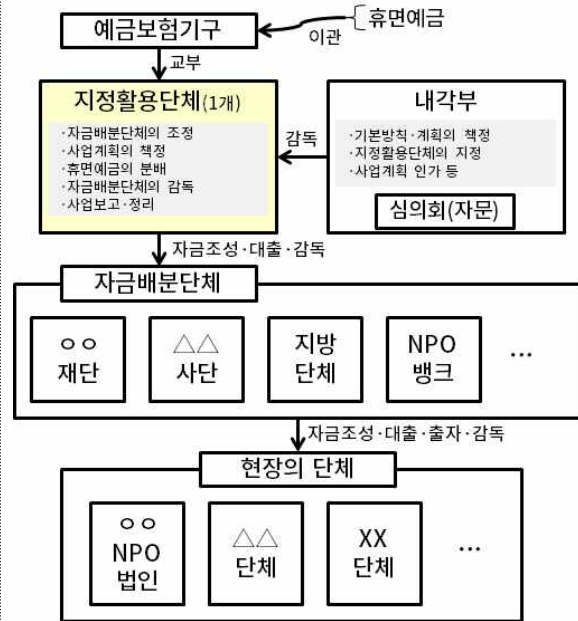 예금보험기구
휴면예금
이관
교부
지정활용단체(1개)
·자금배분단체의 조정
·사업계획의 책정
·휴면예금의 분배
·자금배분단체의 감독
·사업보고·정리
감독
내각부
·기본방칙·계획의 책정
·지정활용단체의 지정
·사업계획 인가 등
심의회(자문)
자금조성·대출·감독
자금배분단체
ㅇㅇ
재단
△△
사단
지방
단체
NPO
뱅크
...
자금조성·대출·출자·감독
현장의 단체
ㅇㅇ
NPO
법인
△△
단체
XX
단체
...